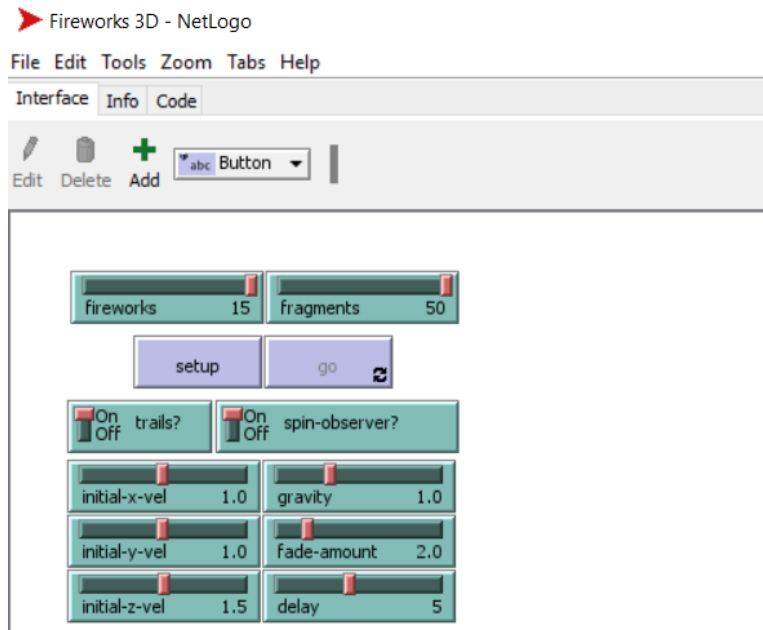 Fireworks 3D - NetLogo
File Edit Tools Zoom Tabs Help
Interface Info Code
Edit Delete Add abc Button
fireworks 15 fragments 50
setup go
On Off trails? On Off spin-observer?
initial-x-vel 1.0 gravity 1.0
initial-y-vel 1.0 fade-amount 2.0
initial-z-vel 1.5 delay 5